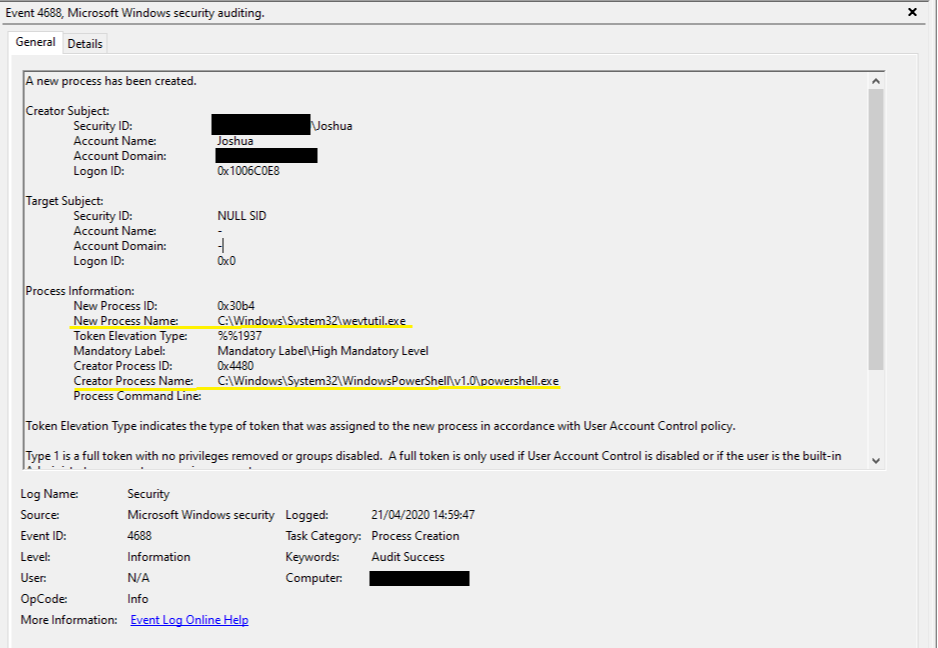 Event 4688, Microsoft Windows security auditing.
General Details
A new process has been created.
Creator Subject:
Security ID: \Joshua
Account Name: Joshua
Account Domain:
Logon ID: 0x1006C0E8
Target Subject:
Security ID: NULL SID
Account Name: -
Account Domain: -
Logon ID: 0x0
Process Information:
New Process ID: 0x30b4
New Process Name: C:\Windows\System32\wevtutil.exe
Token Elevation Type: %%1937
Mandatory Label: Mandatory Label\High Mandatory Level
Creator Process ID: 0x4480
Creator Process Name: C:\Windows\System32\WindowsPowerShell\v1.0\powershell.exe
Process Command Line:
Token Elevation Type indicates the type of token that was assigned to the new process in accordance with User Account Control policy.
Type 1 is a full token with no privileges removed or groups disabled. A full token is only used if User Account Control is disabled or if the user is the built-in
Log Name: Security
Source: Microsoft Windows security Logged: 21/04/2020 14:59:47
Event ID: 4688 Task Category: Process Creation
Level: Information Keywords: Audit Success
User: N/A Computer:
OpCode: Info
More Information: Event Log Online Help